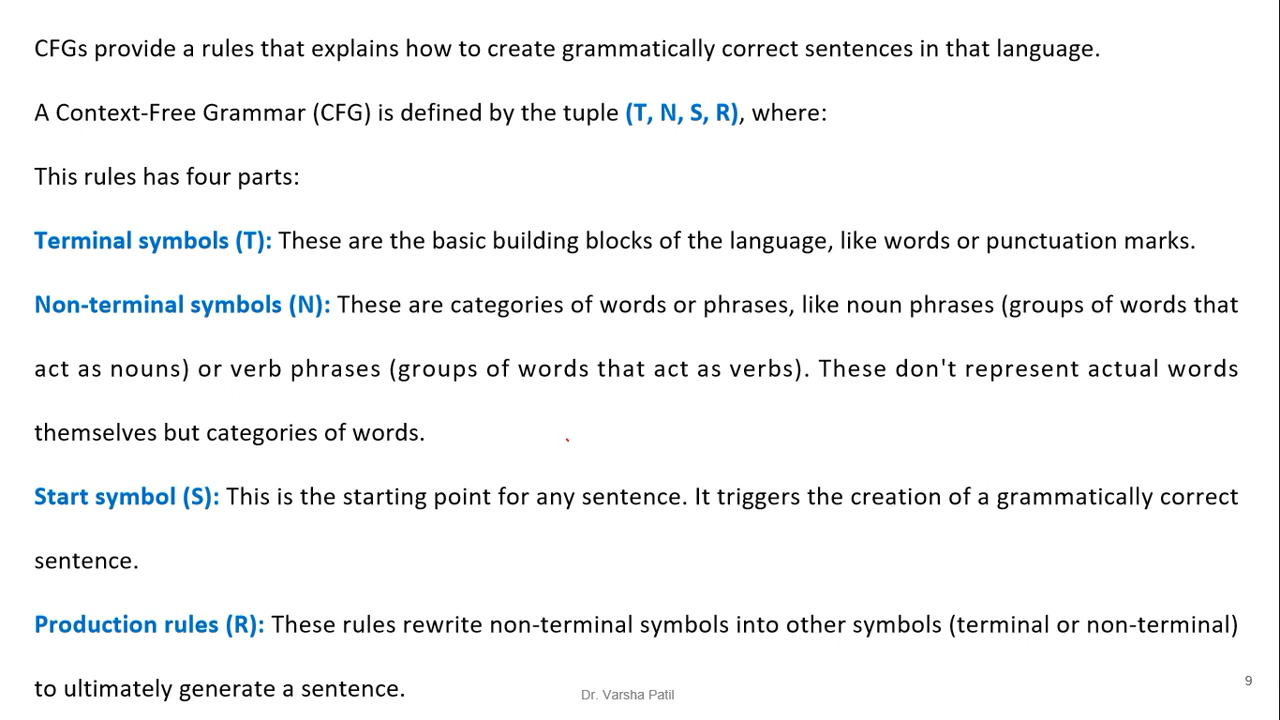 CFGs provide a rules that explains how to create grammatically correct sentences in that language.
A Context-Free Grammar (CFG) is defined by the tuple (T, N, S, R), where:
This rules has four parts:
Terminal symbols (T): These are the basic building blocks of the language, like words or punctuation marks.
Non-terminal symbols (N): These are categories of words or phrases, like noun phrases (groups of words that
act as nouns) or verb phrases (groups of words that act as verbs). These don't represent actual words
themselves but categories of words.
Start symbol (S): This is the starting point for any sentence. It triggers the creation of a grammatically correct
sentence.
Production rules (R): These rules rewrite non-terminal symbols into other symbols (terminal or non-terminal)
to ultimately generate a sentence.
Dr. Varsha Patil
9